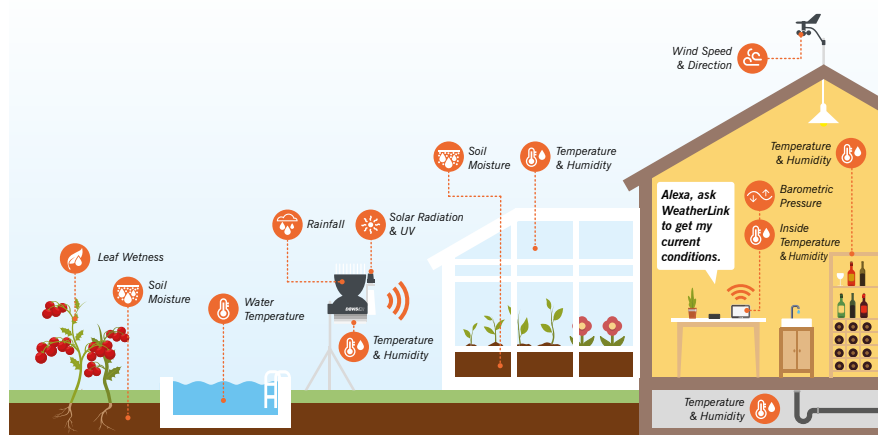 Wind Speed
& Direction
Soil
Moisture
Temperature
& Humidity
Temperature
& Humidity
Alexa, ask
WeatherLink
to get my
current
conditions.
Barometric
Pressure
Inside
Temperature
& Humidity
Rainfall
Solar Radiation
& UV
Leaf Wetness
Soil
Moisture
Water
Temperature
DAVIS
Temperature
& Humidity
Temperature
& Humidity